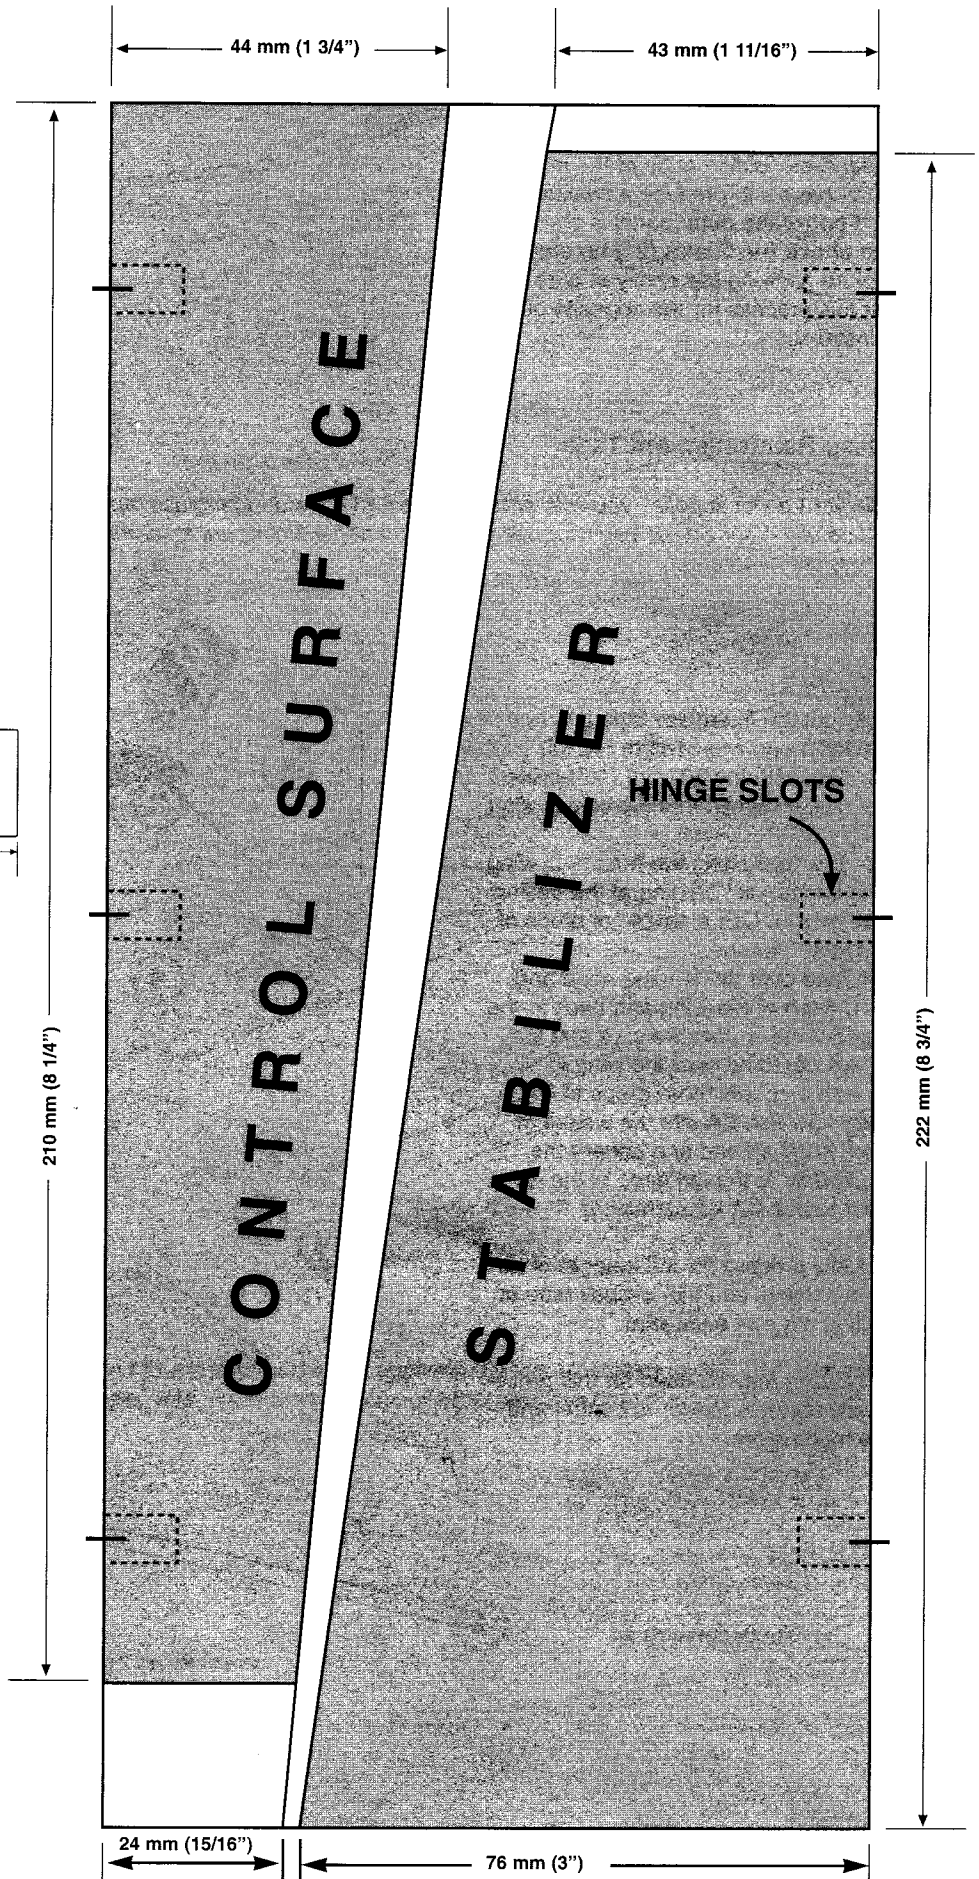 44 mm (1 3/4”)
43 mm (1 11/16”)
CONTROL SURFACE
STABILIZER
HINGE SLOTS
210 mm (8 1/4”)
222 mm (8 3/4”)
24 mm (15/16”)
76 mm (3”)